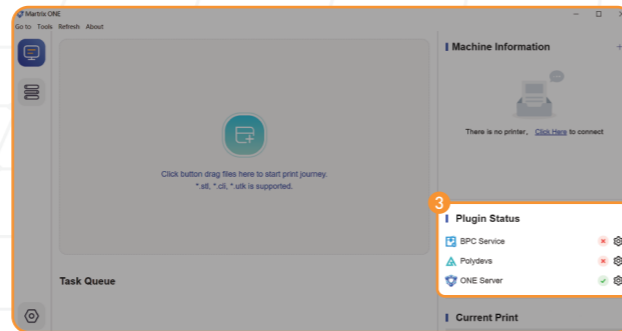 Martrix ONE
Go to Tools Refresh About
Machine Information
There is no printer, Click Here to connect
Click button drag files here to start print journey.
*.stl, *.cli, *.utk is supported.
3
Plugin Status
BPC Service
Polydevs
ONE Server
Task Queue
Current Print